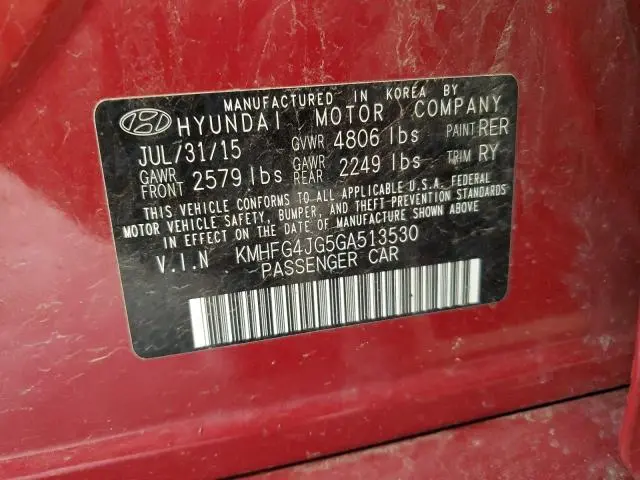 MANUFACTURED IN KOREA BY
HYUNDAI MOTOR COMPANY
JUL/31/15 GVWR 4806 lbs PAINT RER
GAWR FRONT 2579 lbs GAWR REAR 2249 lbs TRIM RY
THIS VEHICLE CONFORMS TO ALL APPLICABLE U.S.A. FEDERAL
MOTOR VEHICLE SAFETY, BUMPER, AND THEFT PREVENTION STANDARDS
IN EFFECT ON THE DATE OF MANUFACTURE SHOWN ABOVE.
V.I.N KMHFG4JG5GA513530
PASSENGER CAR